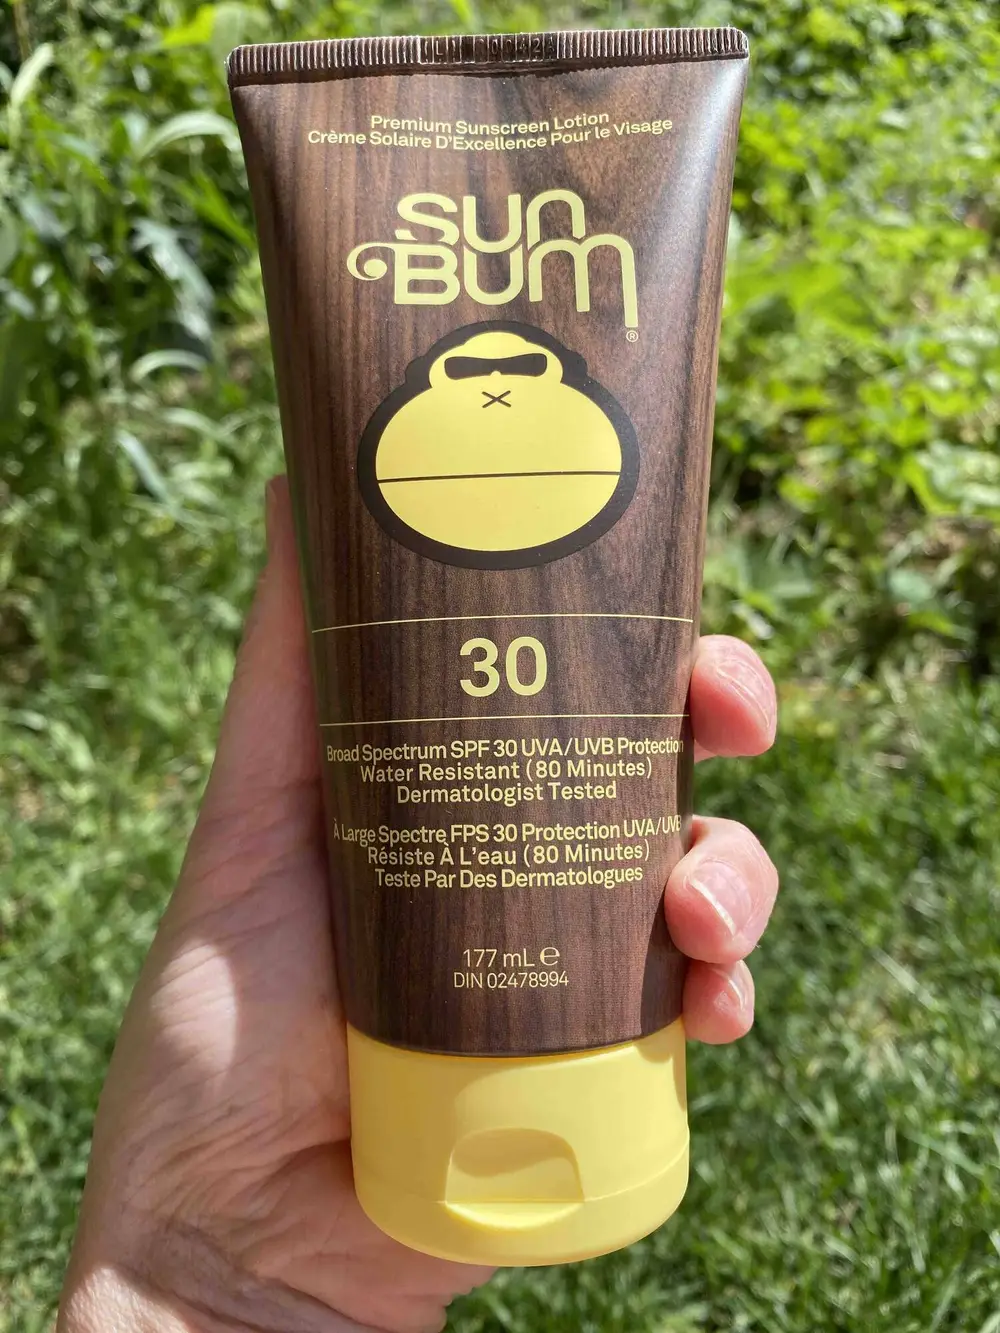 Premium Sunscreen Lotion
Crème Solaire D'Excellence Pour le Visage
SUN
BUM
®
30
Broad Spectrum SPF 30 UVA/UVB Protection
Water Resistant (80 Minutes)
Dermatologist Tested
À Large Spectre FPS 30 Protection UVA/UVB
Résiste À L'eau (80 Minutes)
Teste Par Des Dermatologues
177 mL ℮
DIN 02478994